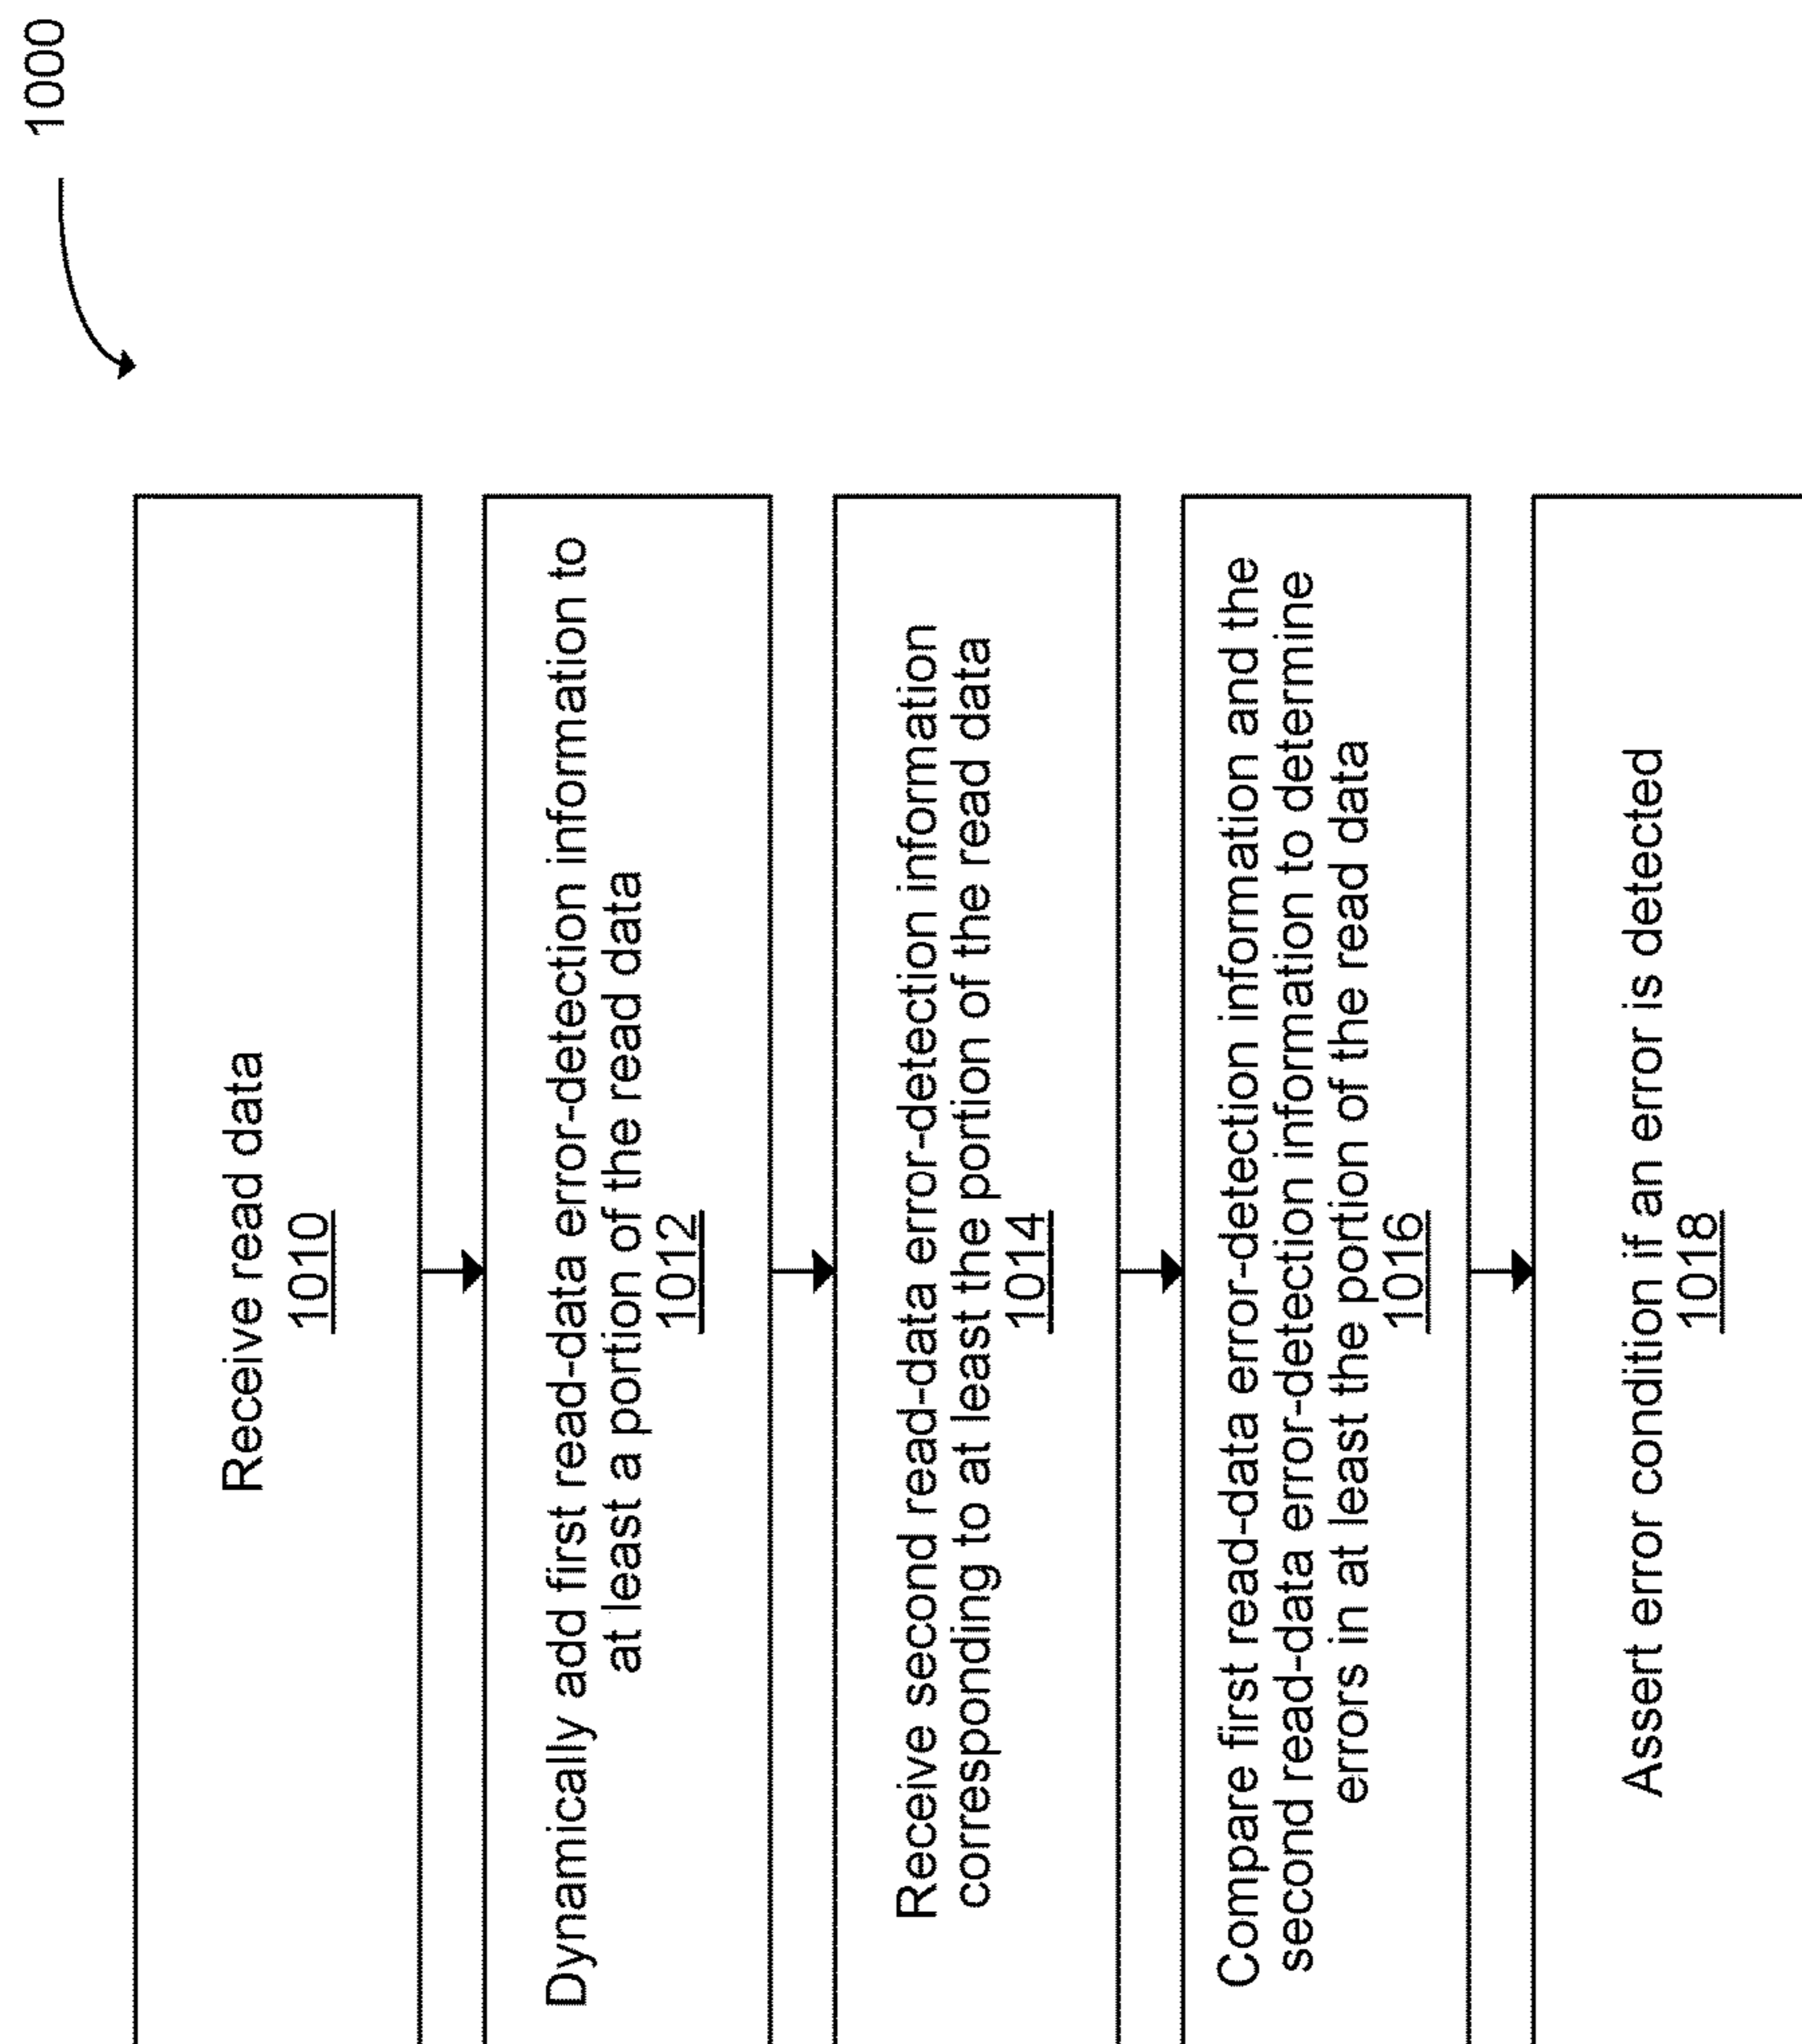 1000
Receive read data
1010
Dynamically add first read-data error-detection information to
at least a portion of the read data
1012
Receive second read-data error-detection information
corresponding to at least the portion of the read data
1014
Compare first read-data error-detection information and the
second read-data error-detection information to determine
errors in at least the portion of the read data
1016
Assert error condition if an error is detected
1018